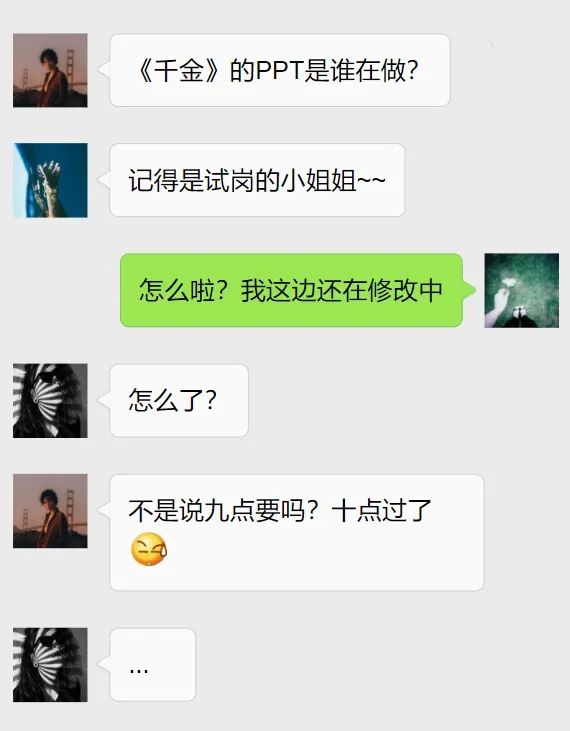 《千金》的PPT是谁在做？
记得是试岗的小姐姐~~
怎么啦？我这边还在修改中
怎么了？
不是说九点要吗？十点过了
...